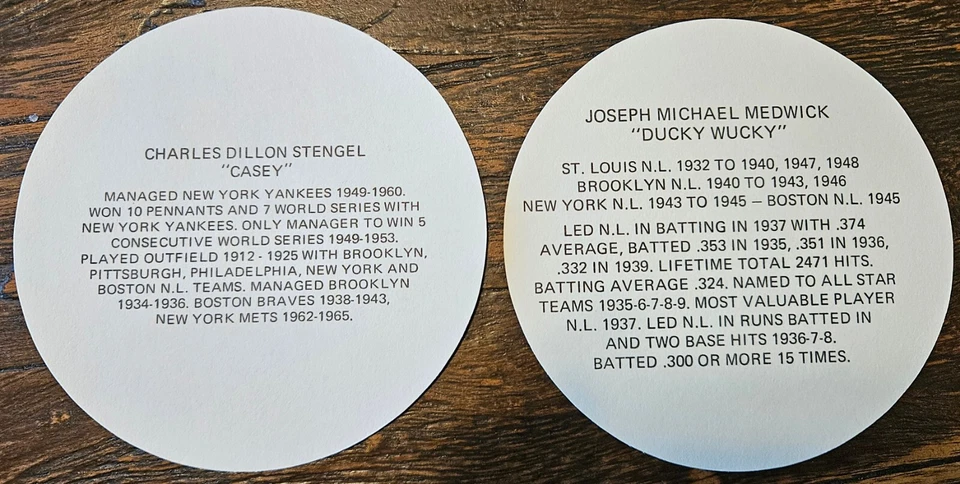 CHARLES DILLON STENGEL
"CASEY"
MANAGED NEW YORK YANKEES 1949-1960.
WON 10 PENNANTS AND 7 WORLD SERIES WITH
NEW YORK YANKEES. ONLY MANAGER TO WIN 5
CONSECUTIVE WORLD SERIES 1949-1953.
PLAYED OUTFIELD 1912 - 1925 WITH BROOKLYN,
PITTSBURGH, PHILADELPHIA, NEW YORK AND
BOSTON N.L. TEAMS. MANAGED BROOKLYN
1934-1936. BOSTON BRAVES 1938-1943,
NEW YORK METS 1962-1965.
JOSEPH MICHAEL MEDWICK
"DUCKY WUCKY"
ST. LOUIS N.L. 1932 TO 1940, 1947, 1948
BROOKLYN N.L. 1940 TO 1943, 1946
NEW YORK N.L. 1943 TO 1945 — BOSTON N.L. 1945
LED N.L. IN BATTING IN 1937 WITH .374
AVERAGE, BATTED .353 IN 1935, .351 IN 1936,
.332 IN 1939. LIFETIME TOTAL 2471 HITS.
BATTING AVERAGE .324. NAMED TO ALL STAR
TEAMS 1935-6-7-8-9. MOST VALUABLE PLAYER
N.L. 1937. LED N.L. IN RUNS BATTED IN
AND TWO BASE HITS 1936-7-8.
BATTED .300 OR MORE 15 TIMES.